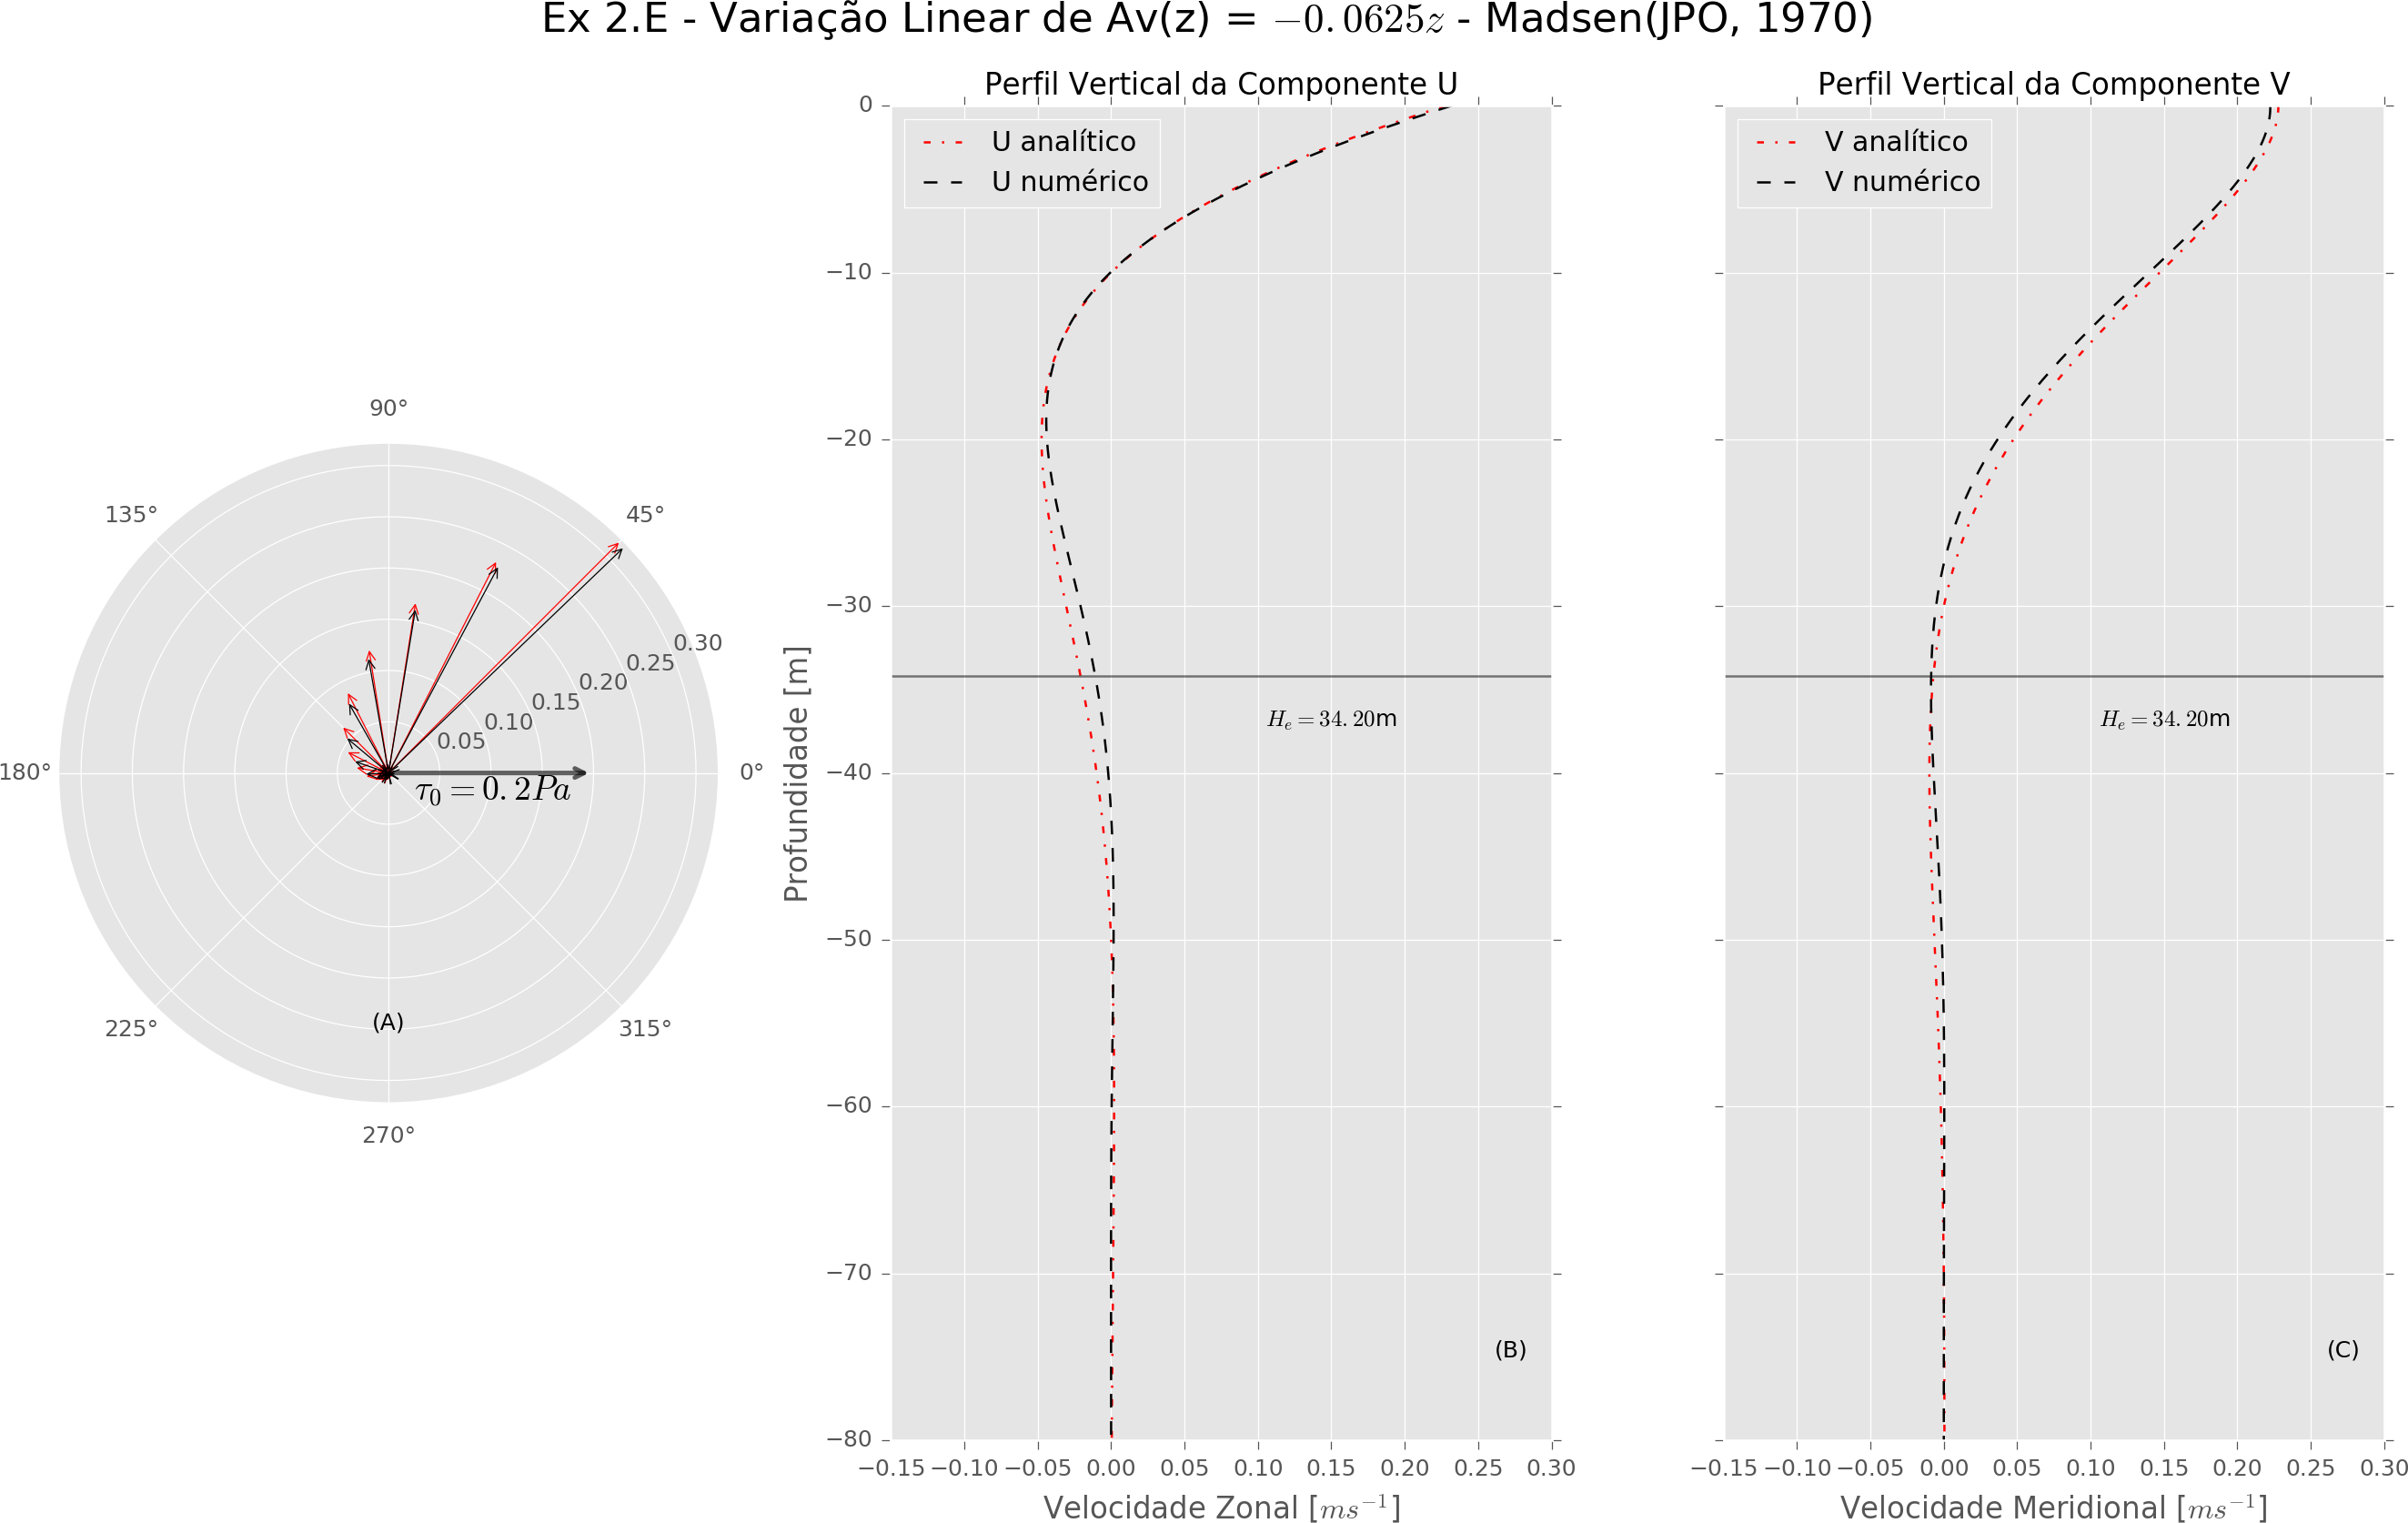 Ex 2.E - Variação Linear de Av(z) = −0.0625z - Madsen(JPO, 1970)
90°
135°
45°
180°
0°
225°
315°
270°
0.05
0.10
0.15
0.20
0.25
0.30
τ₀ = 0.2Pa
(A)
Perfil Vertical da Componente U
U analítico
U numérico
Profundidade [m]
0
−10
−20
−30
−40
−50
−60
−70
−80
Hₑ = 34.20m
(B)
−0.15 −0.10 −0.05 0.00 0.05 0.10 0.15 0.20 0.25 0.30
Velocidade Zonal [ms⁻¹]
Perfil Vertical da Componente V
V analítico
V numérico
Hₑ = 34.20m
(C)
−0.15 −0.10 −0.05 0.00 0.05 0.10 0.15 0.20 0.25 0.30
Velocidade Meridional [ms⁻¹]